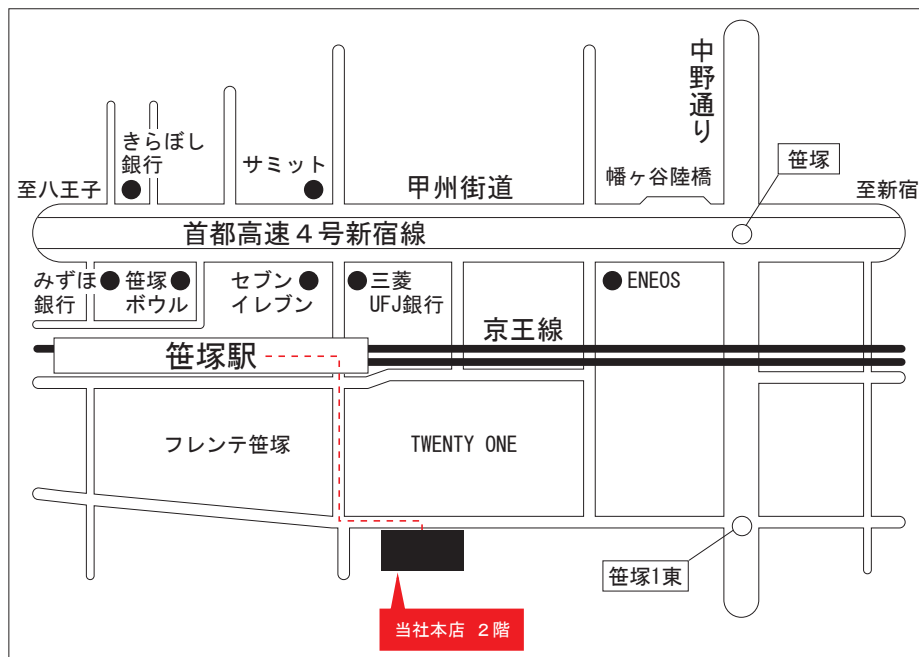 中野通り
きらぼし
銀行
サミット
笹塚
至八王子
甲州街道
幡ヶ谷陸橋
至新宿
首都高速4号新宿線
みずほ
銀行
笹塚
ボウル
セブン
イレブン
三菱
UFJ銀行
ENEOS
京王線
笹塚駅
フレンテ笹塚
TWENTY ONE
笹塚1東
当社本店 2階